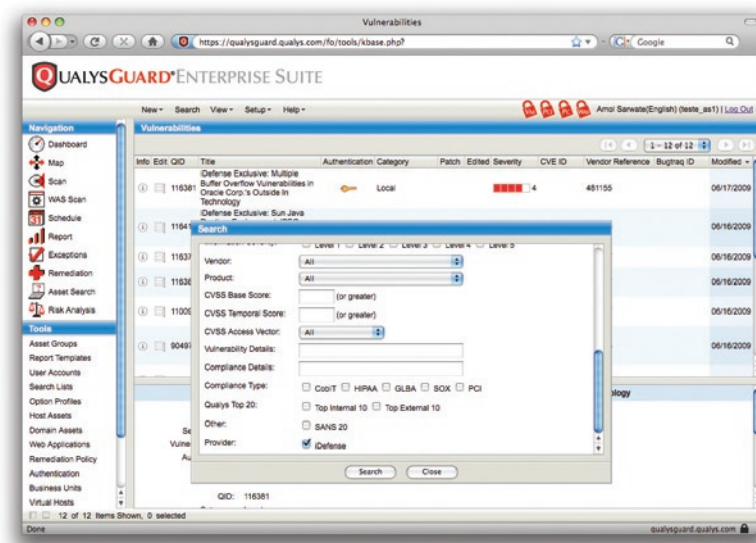 Vulnerabilities
https://qualysguard.qualys.com/fo/tools/kbase.php?
Google
QUALYSGUARD® ENTERPRISE SUITE
New Search View Setup Help
Amol Sarwate(English) (teste_as1) | Log Out
Navigation
Dashboard
Map
Scan
WAS Scan
Schedule
Report
Exceptions
Remediation
Asset Search
Risk Analysis
Tools
Asset Groups
Report Templates
User Accounts
Search Lists
Option Profiles
Host Assets
Domain Assets
Web Applications
Remediation Policy
Authentication
Business Units
Virtual Hosts
Vulnerabilities
1 – 12 of 12
Info Edit QID Title Authentication Category Patch Edited Severity CVE ID Vendor Reference Bugtraq ID Modified
116381 iDefense Exclusive: Multiple Buffer Overflow Vulnerabilities in Oracle Corp.'s Outside In Technology Local 4 481155 06/17/2009
iDefense Exclusive: Sun Java
1164 06/16/2009
1163 06/16/2009
1163 06/16/2009
1100 06/16/2009
9049 06/16/2009
Search
Level 1 Level 2 Level 3 Level 4 Level 5
Vendor: All
Product: All
CVSS Base Score: (or greater)
CVSS Temporal Score: (or greater)
CVSS Access Vector: All
Vulnerability Details:
Compliance Details:
Compliance Type: CobiT HIPAA GLBA SOX PCI
Qualys Top 20: Top Internal 10 Top External 10
Other: SANS 20
Provider: iDefense
Search Close
QID: 116381
12 of 12 Items Shown, 0 selected
Done
qualysguard.qualys.com